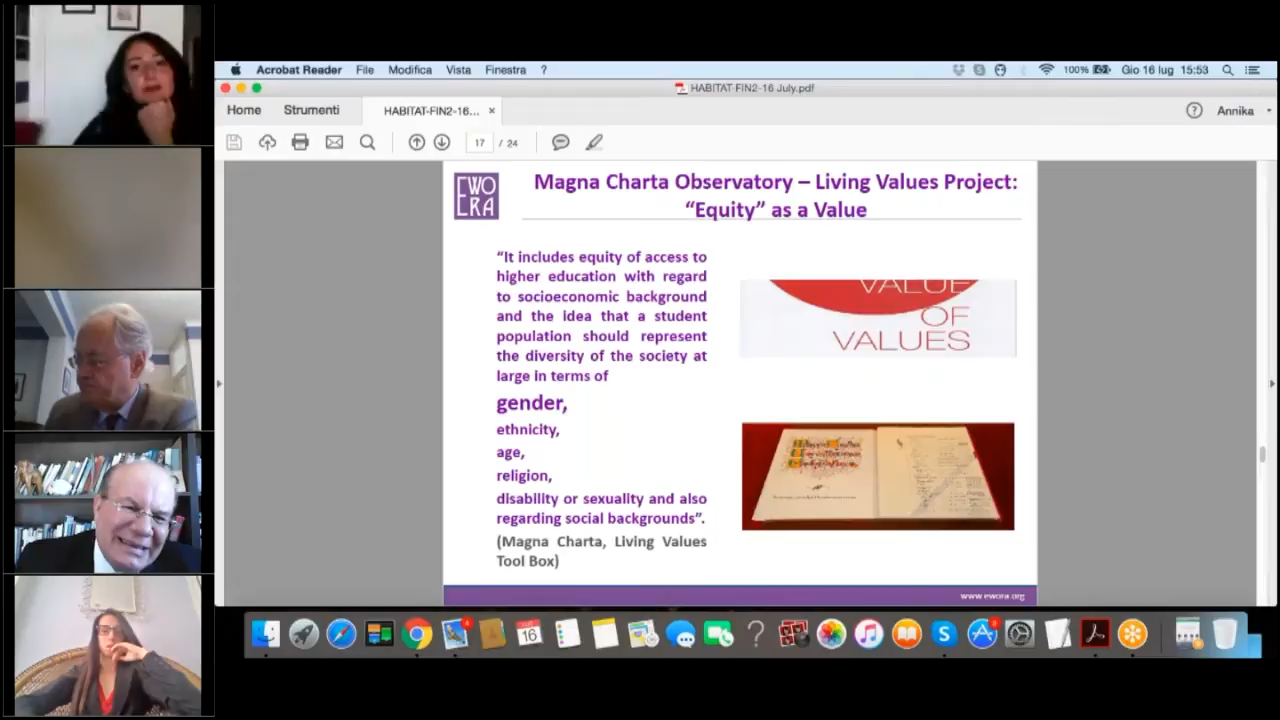 Acrobat Reader File Modifica Vista Finestra ?
100% Gio 16 lug 15:53
HABITAT-FIN2-16 July.pdf
Home Strumenti HABITAT-FIN2-16... × ? Annika
17 / 24
EWO
ERA
Magna Charta Observatory – Living Values Project:
“Equity” as a Value
“It includes equity of access to
higher education with regard
to socioeconomic background
and the idea that a student
population should represent
the diversity of the society at
large in terms of
gender,
ethnicity,
age,
religion,
disability or sexuality and also
regarding social backgrounds”.
(Magna Charta, Living Values
Tool Box)
VALUE
OF
VALUES
www.ewora.org
16